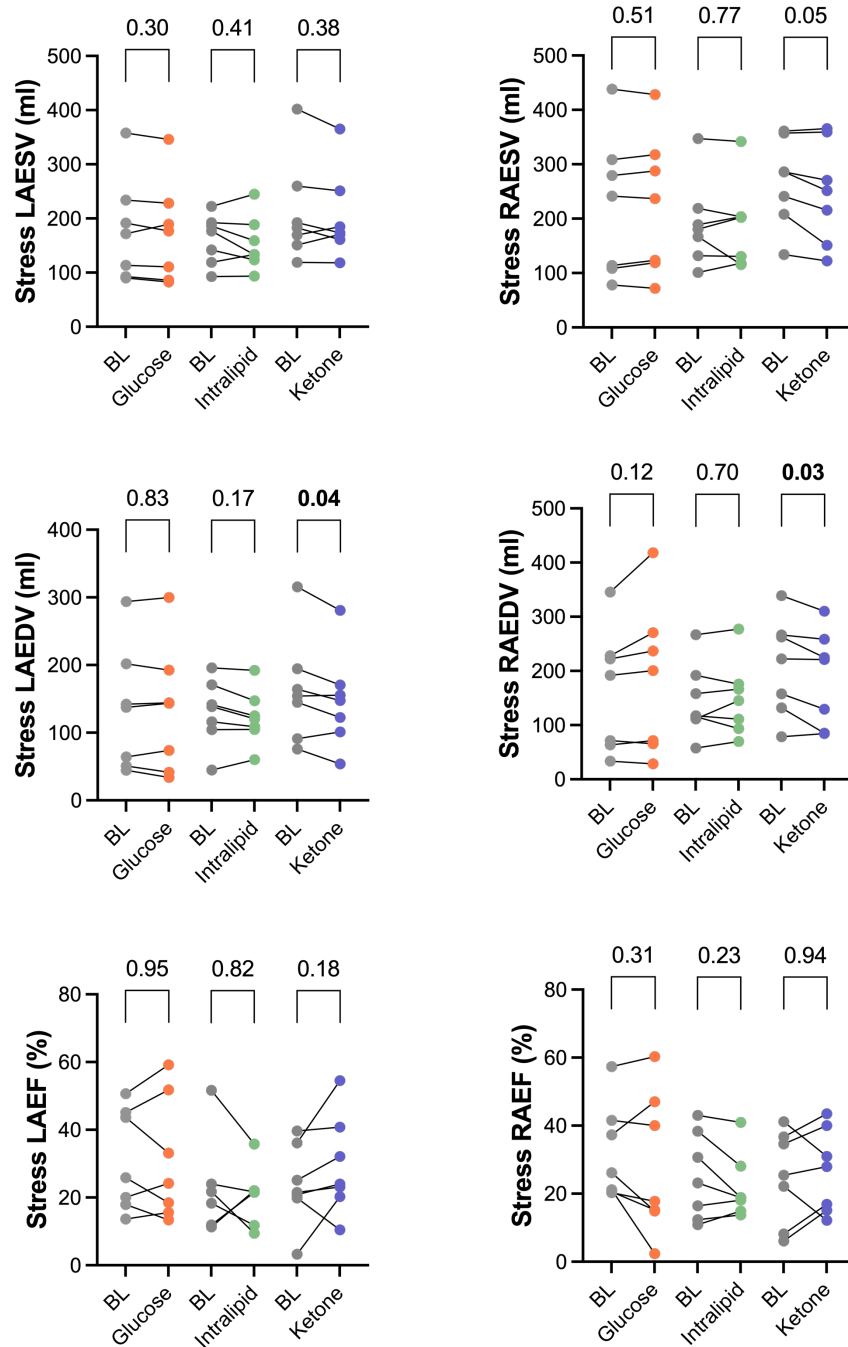 0.30 0.41 0.38
Stress LAESV (ml)
500
400
300
200
100
0
BL Glucose BL Intralipid BL Ketone
0.51 0.77 0.05
Stress RAESV (ml)
500
400
300
200
100
0
BL Glucose BL Intralipid BL Ketone
0.83 0.17 0.04
Stress LAEDV (ml)
400
300
200
100
0
BL Glucose BL Intralipid BL Ketone
0.12 0.70 0.03
Stress RAEDV (ml)
500
400
300
200
100
0
BL Glucose BL Intralipid BL Ketone
0.95 0.82 0.18
Stress LAEF (%)
80
60
40
20
0
BL Glucose BL Intralipid BL Ketone
0.31 0.23 0.94
Stress RAEF (%)
80
60
40
20
0
BL Glucose BL Intralipid BL Ketone